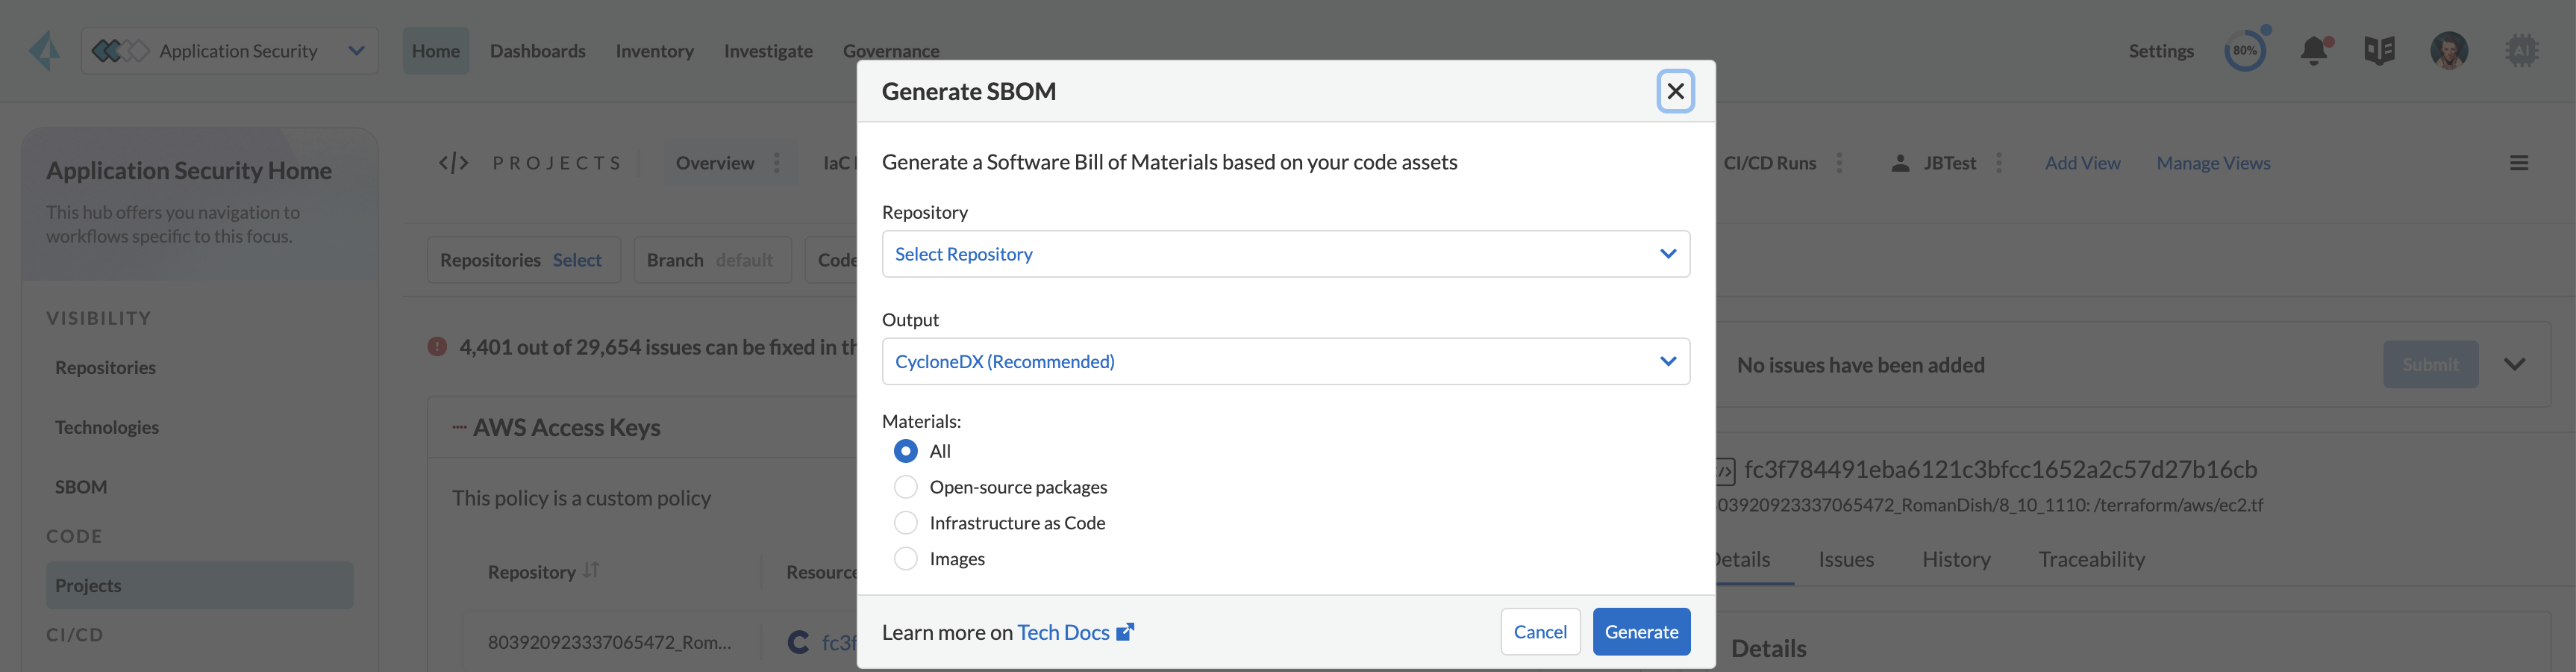 Application Security
Home
Dashboards
Inventory
Investigate
Governance
Settings
80%
AI
Application Security Home
This hub offers you navigation to
workflows specific to this focus.
VISIBILITY
Repositories
Technologies
SBOM
CODE
Projects
CI/CD
PROJECTS
Overview
IaC
CI/CD Runs
JBTest
Add View
Manage Views
Repositories Select
Branch default
Code
4,401 out of 29,654 issues can be fixed in th
AWS Access Keys
This policy is a custom policy
Repository
Resource
803920923337065472_Rom...
fc3f
Generate SBOM
Generate a Software Bill of Materials based on your code assets
Repository
Select Repository
Output
CycloneDX (Recommended)
Materials:
All
Open-source packages
Infrastructure as Code
Images
Learn more on Tech Docs
Cancel
Generate
No issues have been added
Submit
fc3f784491eba6121c3bfcc1652a2c57d27b16cb
03920923337065472_RomanDish/8_10_1110: /terraform/aws/ec2.tf
Details
Issues
History
Traceability
Details